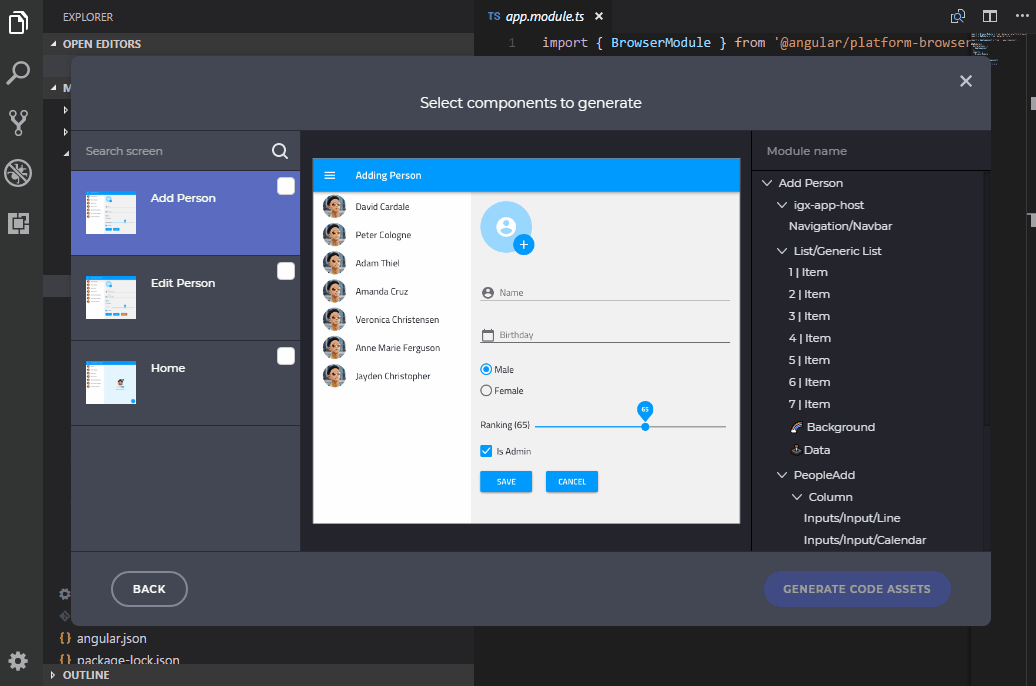 EXPLORER
TS app.module.ts ×
OPEN EDITORS
1 import { BrowserModule } from '@angular/platform-browser
M
Select components to generate
Search screen
Module name
Add Person
Edit Person
Home
Adding Person
David Cardale
Peter Cologne
Adam Thiel
Amanda Cruz
Veronica Christensen
Anne Marie Ferguson
Jayden Christopher
Name
Birthday
Male
Female
65
Ranking (65)
Is Admin
SAVE CANCEL
Add Person
igx-app-host
Navigation/Navbar
List/Generic List
1 | Item
2 | Item
3 | Item
4 | Item
5 | Item
6 | Item
7 | Item
Background
Data
PeopleAdd
Column
Inputs/Input/Line
Inputs/Input/Calendar
BACK
GENERATE CODE ASSETS
{} angular.json
{} package-lock.json
OUTLINE